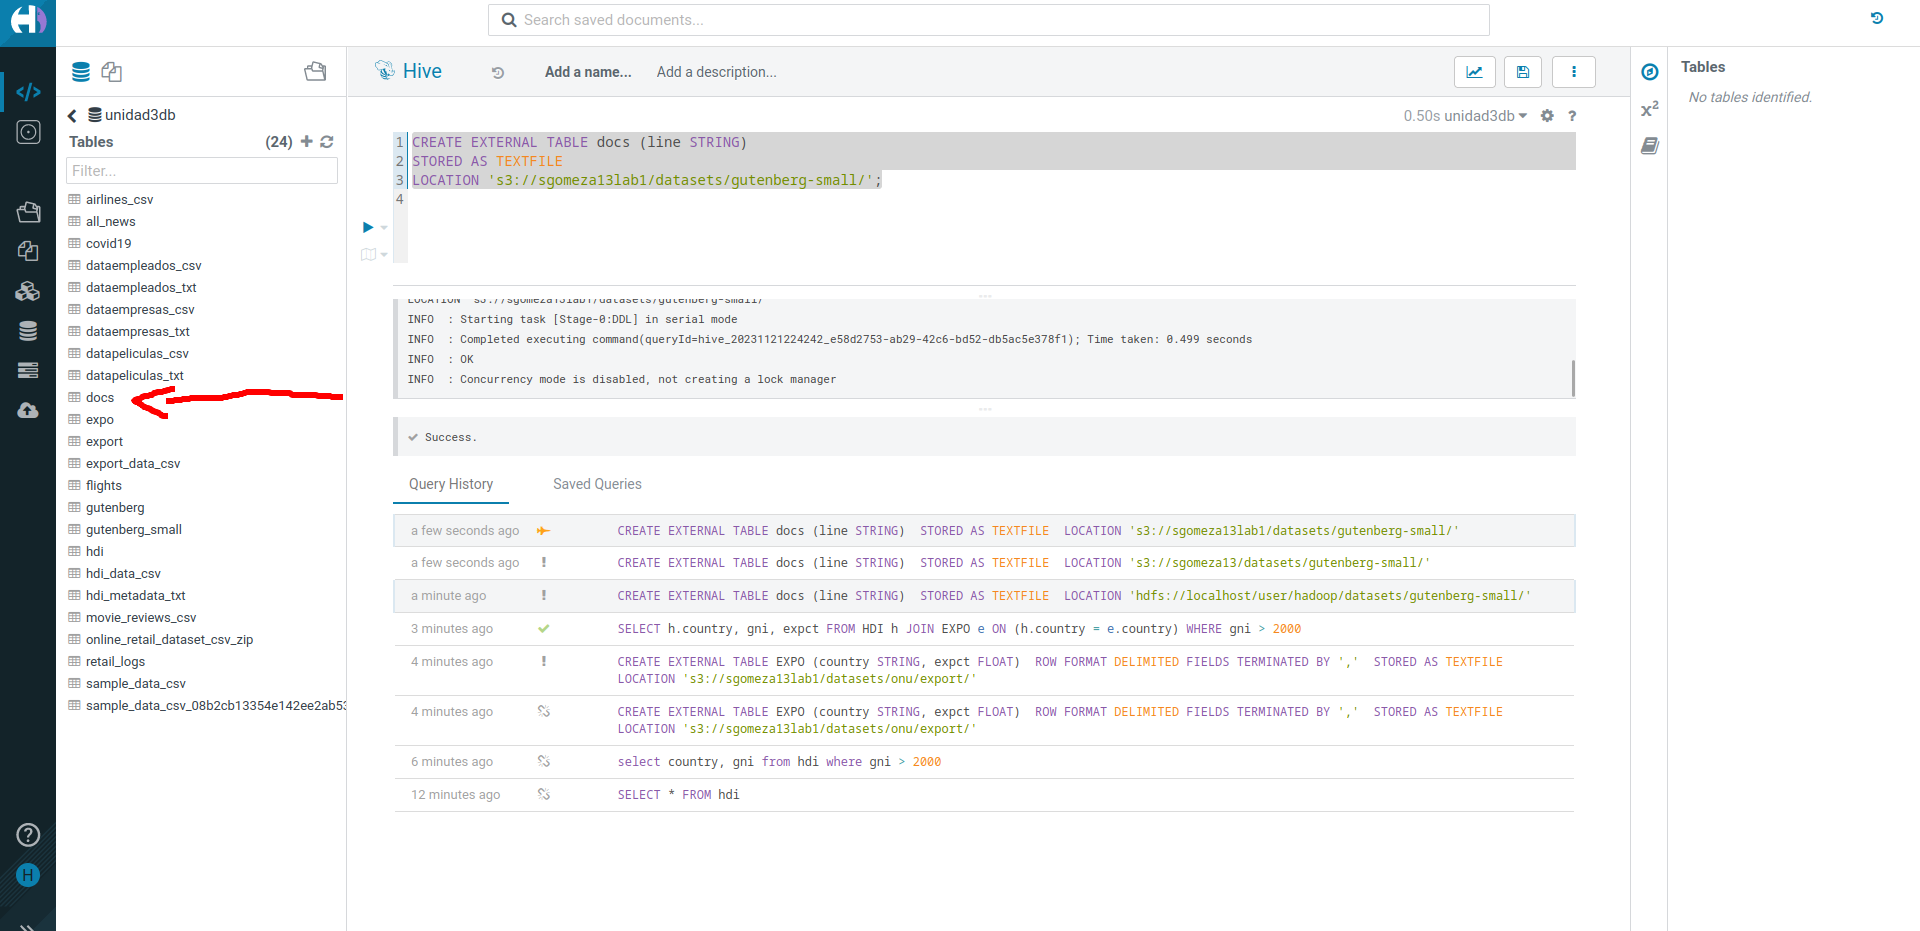 Search saved documents...
Hive
Add a name...
Add a description...
Tables
No tables identified.
unidad3db
Tables (24)
Filter...
airlines_csv
all_news
covid19
dataempleados_csv
dataempleados_txt
dataempresas_csv
dataempresas_txt
datapeliculas_csv
datapeliculas_txt
docs
expo
export
export_data_csv
flights
gutenberg
gutenberg_small
hdi
hdi_data_csv
hdi_metadata_txt
movie_reviews_csv
online_retail_dataset_csv_zip
retail_logs
sample_data_csv
sample_data_csv_08b2cb13354e142ee2ab53
H
0.50s unidad3db
?
x²
1 CREATE EXTERNAL TABLE docs (line STRING)
2 STORED AS TEXTFILE
3 LOCATION 's3://sgomeza13lab1/datasets/gutenberg-small/';
4
LOCATION 's3://sgomeza13lab1/datasets/gutenberg-small/'
INFO : Starting task [Stage-0:DDL] in serial mode
INFO : Completed executing command(queryId=hive_20231121224242_e58d2753-ab29-42c6-bd52-db5ac5e378f1); Time taken: 0.499 seconds
INFO : OK
INFO : Concurrency mode is disabled, not creating a lock manager
Success.
Query History
Saved Queries
a few seconds ago CREATE EXTERNAL TABLE docs (line STRING) STORED AS TEXTFILE LOCATION 's3://sgomeza13lab1/datasets/gutenberg-small/'
a few seconds ago ! CREATE EXTERNAL TABLE docs (line STRING) STORED AS TEXTFILE LOCATION 's3://sgomeza13/datasets/gutenberg-small/'
a minute ago ! CREATE EXTERNAL TABLE docs (line STRING) STORED AS TEXTFILE LOCATION 'hdfs://localhost/user/hadoop/datasets/gutenberg-small/'
3 minutes ago SELECT h.country, gni, expct FROM HDI h JOIN EXPO e ON (h.country = e.country) WHERE gni > 2000
4 minutes ago ! CREATE EXTERNAL TABLE EXPO (country STRING, expct FLOAT) ROW FORMAT DELIMITED FIELDS TERMINATED BY ',' STORED AS TEXTFILE
LOCATION 's3://sgomeza13lab1/datasets/onu/export/'
4 minutes ago CREATE EXTERNAL TABLE EXPO (country STRING, expct FLOAT) ROW FORMAT DELIMITED FIELDS TERMINATED BY ',' STORED AS TEXTFILE
LOCATION 's3://sgomeza13lab1/datasets/onu/export/'
6 minutes ago select country, gni from hdi where gni > 2000
12 minutes ago SELECT * FROM hdi